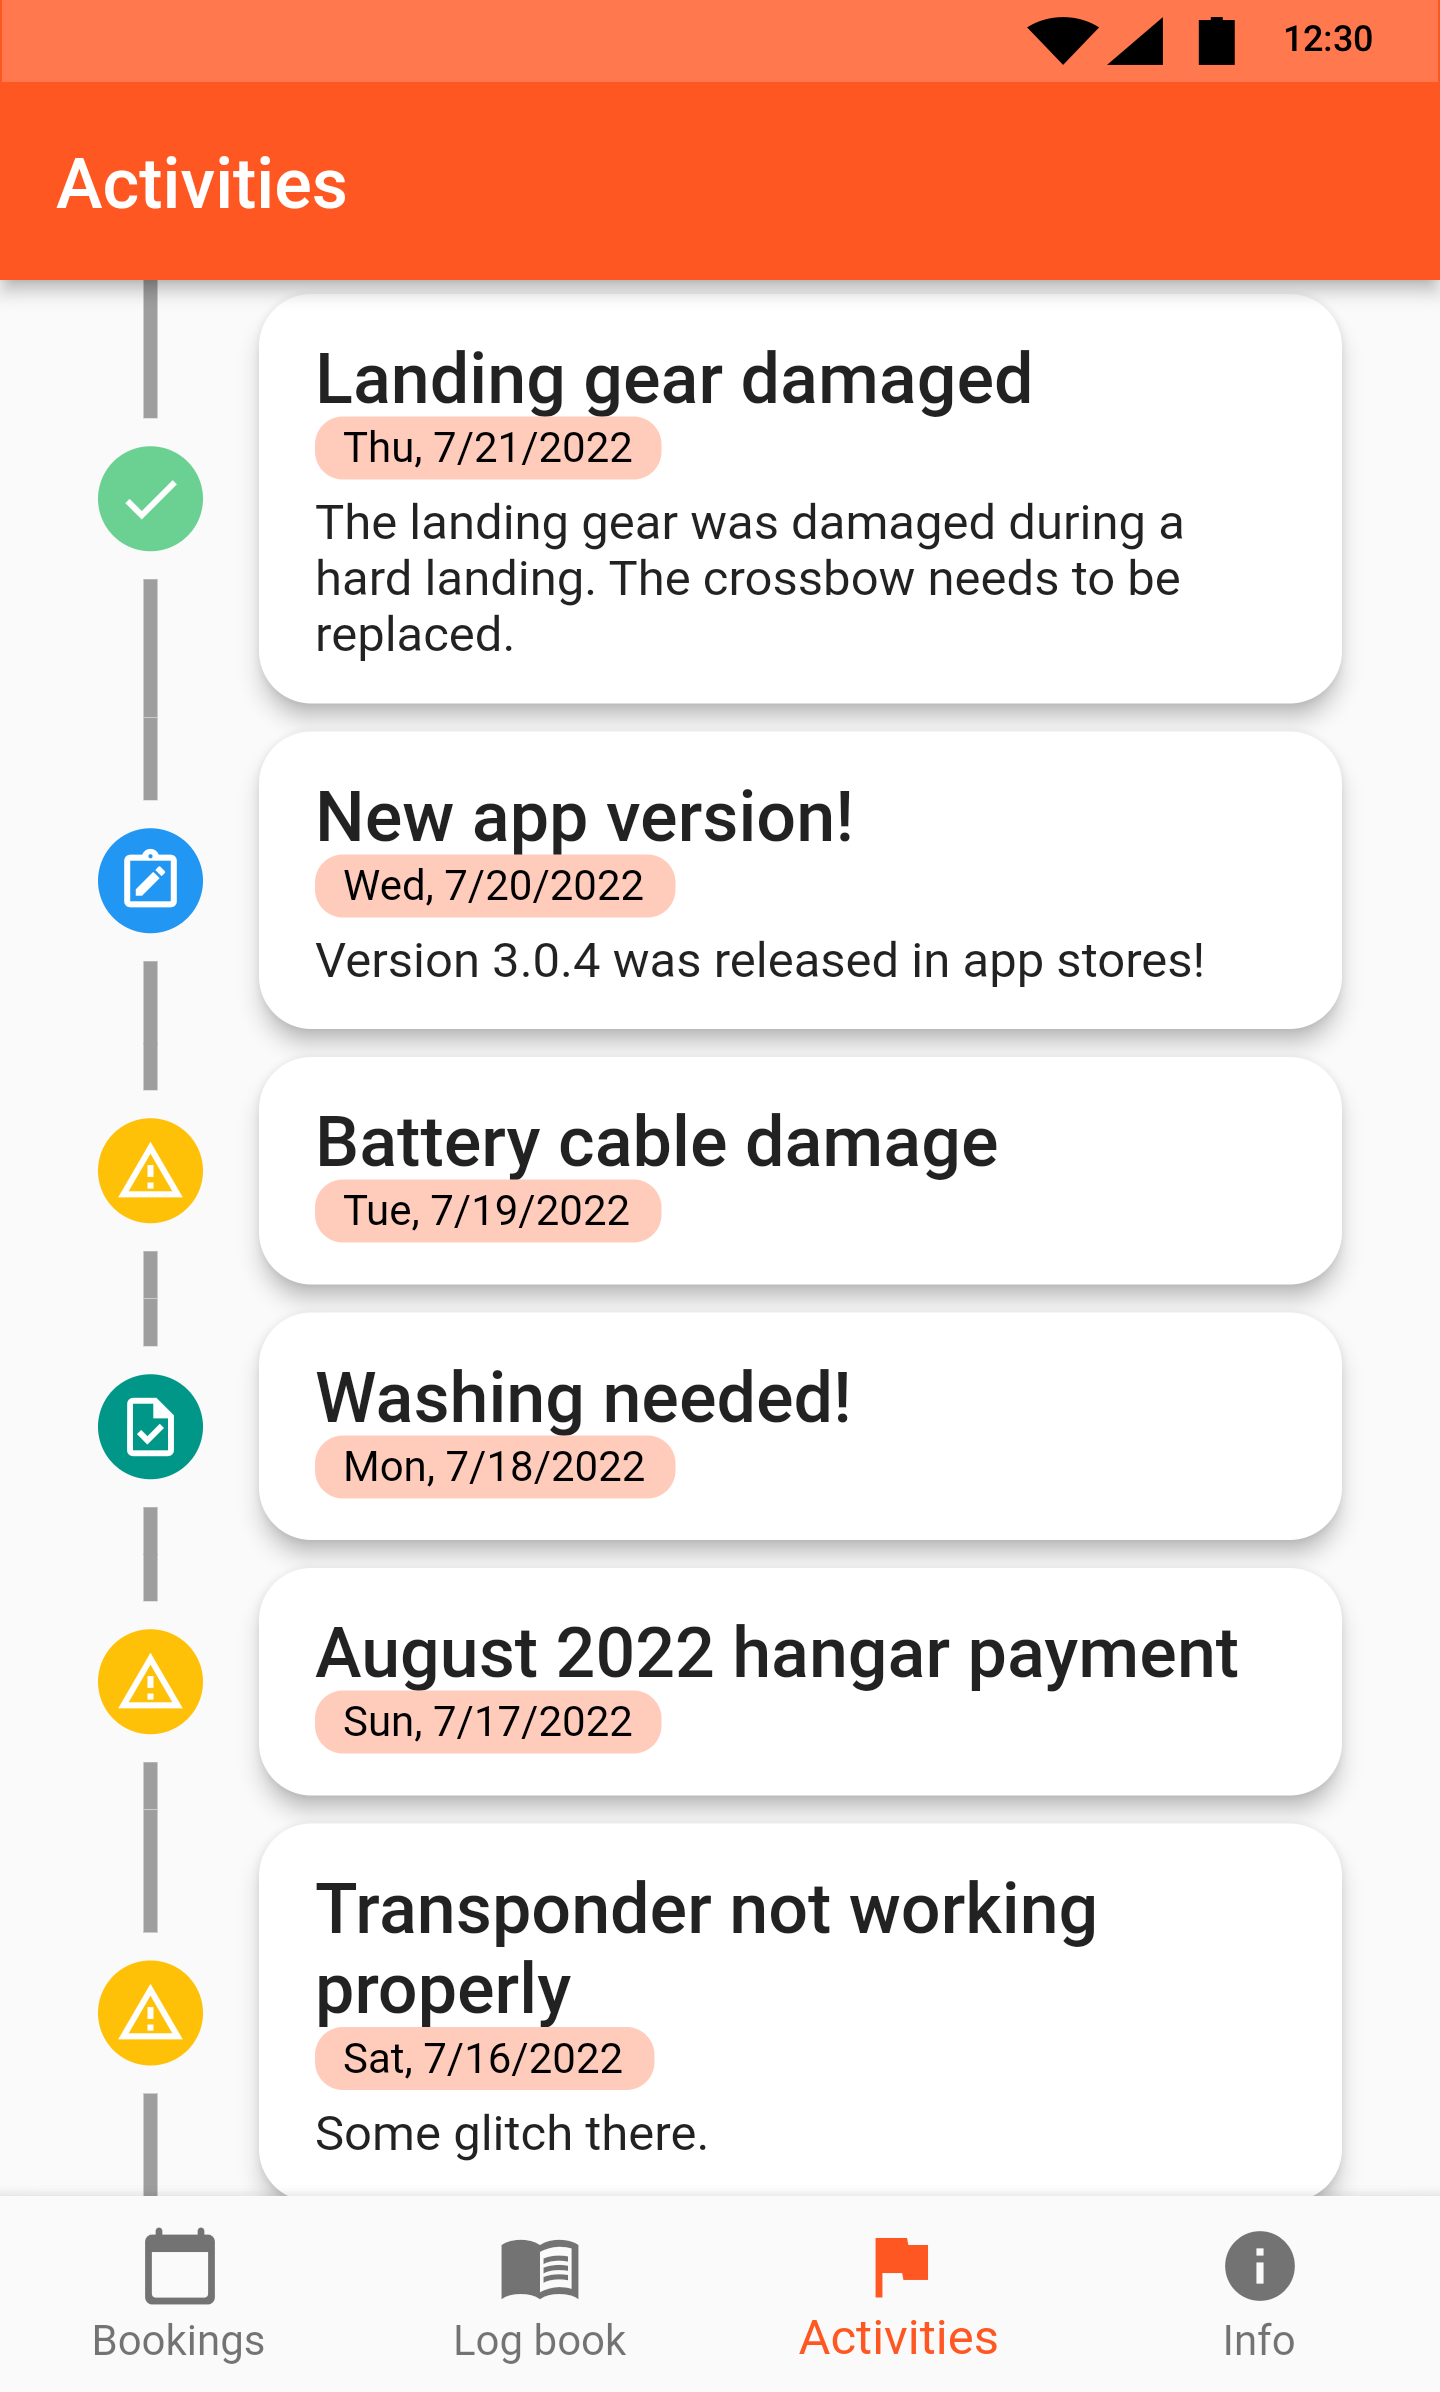 12:30
Activities
Landing gear damaged
Thu, 7/21/2022
The landing gear was damaged during a
hard landing. The crossbow needs to be
replaced.
New app version!
Wed, 7/20/2022
Version 3.0.4 was released in app stores!
Battery cable damage
Tue, 7/19/2022
Washing needed!
Mon, 7/18/2022
August 2022 hangar payment
Sun, 7/17/2022
Transponder not working
properly
Sat, 7/16/2022
Some glitch there.
Bookings
Log book
Activities
Info